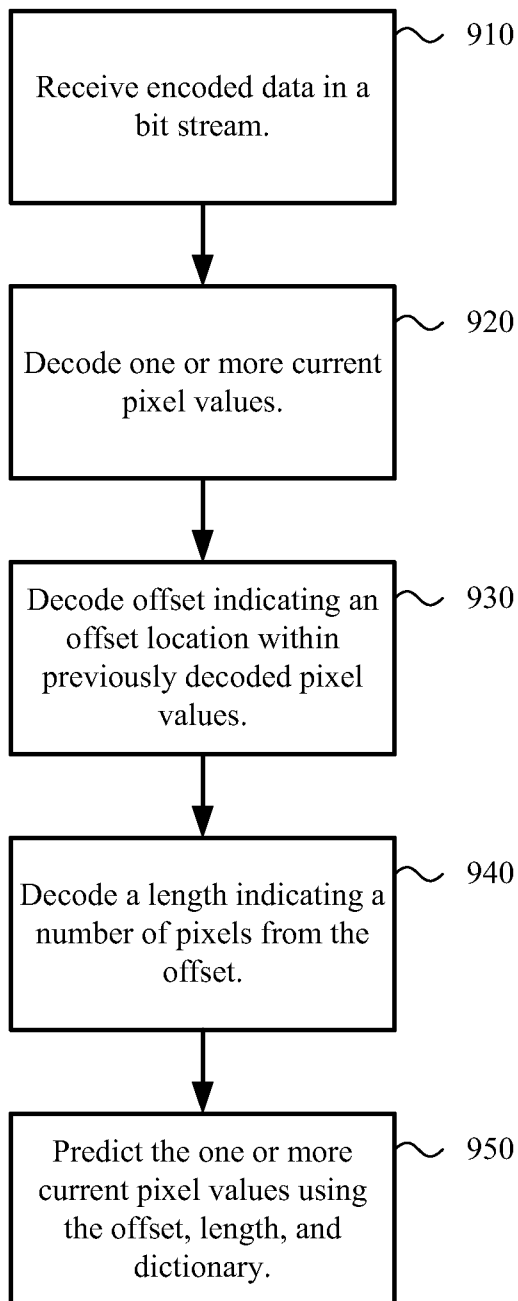 910
Receive encoded data in a
bit stream.
920
Decode one or more current
pixel values.
930
Decode offset indicating an
offset location within
previously decoded pixel
values.
940
Decode a length indicating a
number of pixels from the
offset.
950
Predict the one or more
current pixel values using
the offset, length, and
dictionary.